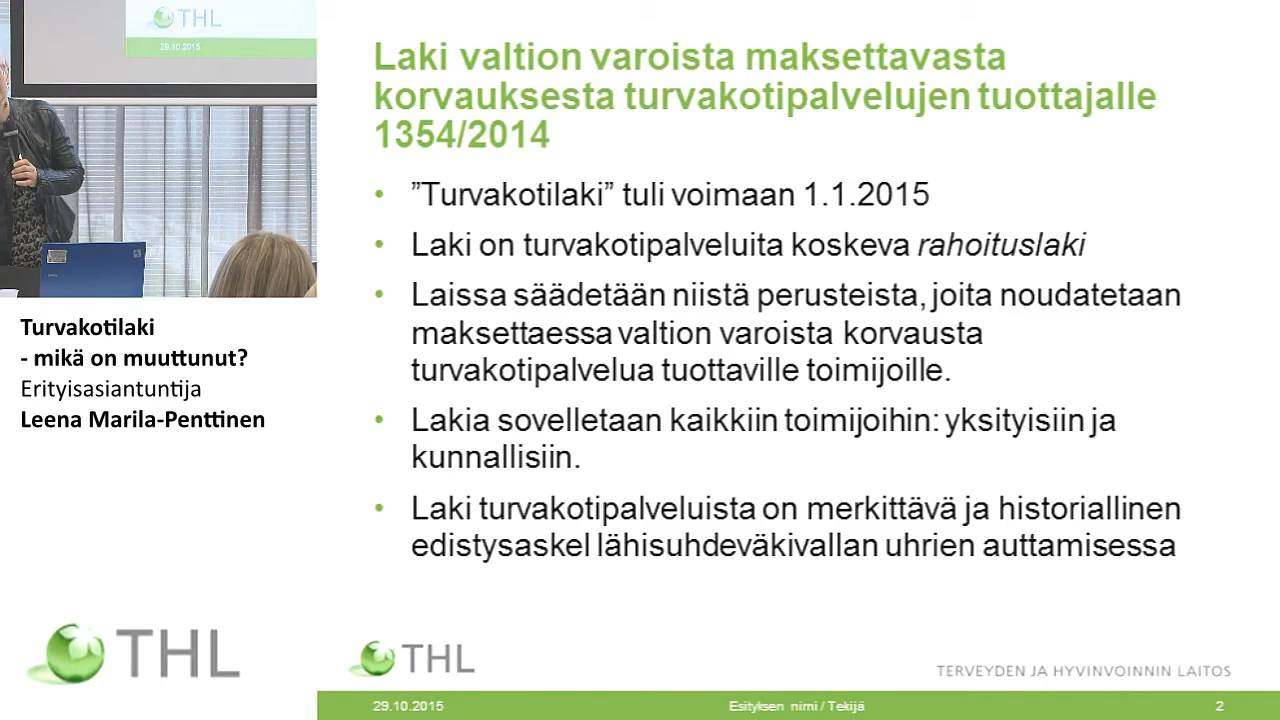 THL
29.10.2015
Turvakotilaki
- mikä on muuttunut?
Erityisasiantuntija
Leena Marila-Penttinen
THL
Laki valtion varoista maksettavasta
korvauksesta turvakotipalvelujen tuottajalle
1354/2014
• ”Turvakotilaki” tuli voimaan 1.1.2015
• Laki on turvakotipalveluita koskeva rahoituslaki
• Laissa säädetään niistä perusteista, joita noudatetaan
maksettaessa valtion varoista korvausta
turvakotipalvelua tuottaville toimijoille.
• Lakia sovelletaan kaikkiin toimijoihin: yksityisiin ja
kunnallisiin.
• Laki turvakotipalveluista on merkittävä ja historiallinen
edistysaskel lähisuhdeväkivallan uhrien auttamisessa
THL
TERVEYDEN JA HYVINVOINNIN LAITOS
29.10.2015 Esityksen nimi / Tekijä 2